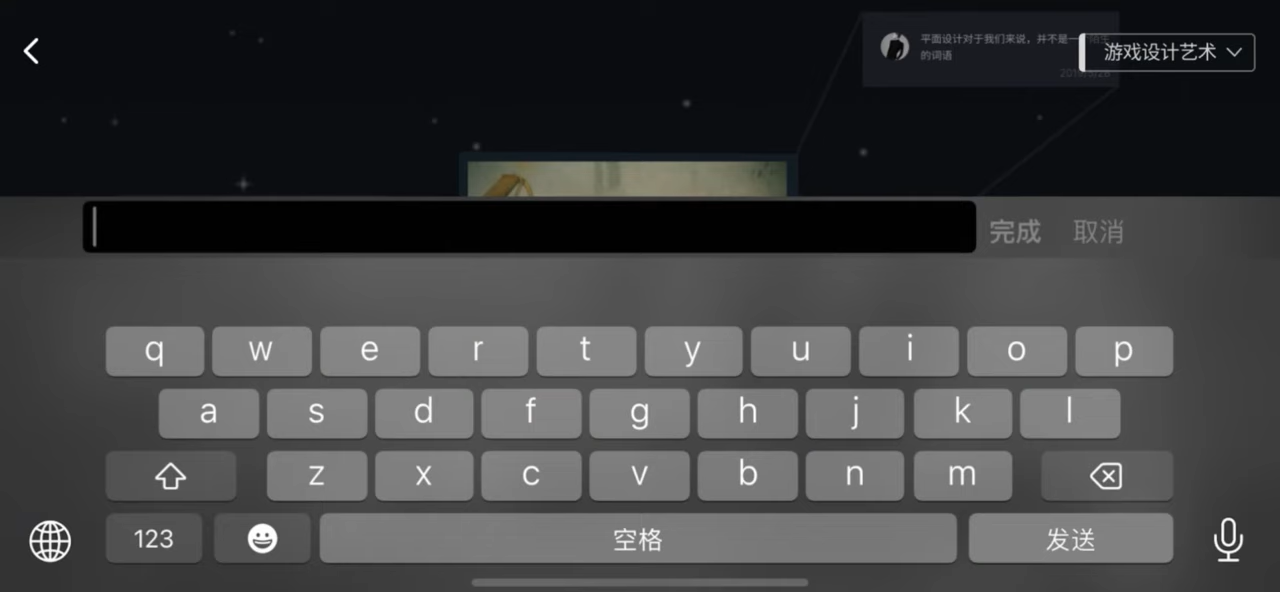 平面设计对于我们来说，并不是一
的词语
游戏设计艺术
完成 取消
q w e r t y u i o p
a s d f g h j k l
z x c v b n m
123 空格 发送